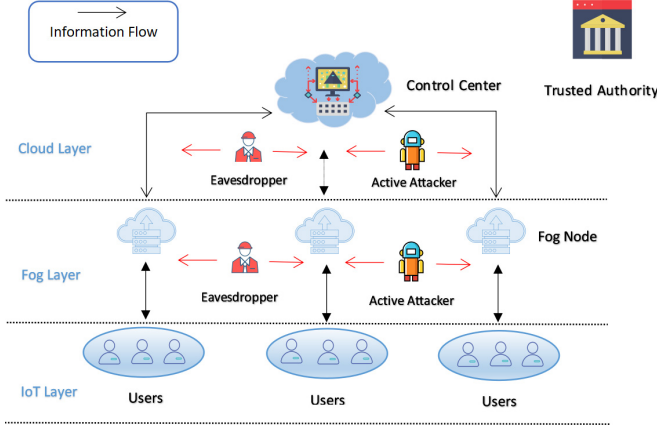 Information Flow
Control Center
Trusted Authority
Cloud Layer
Eavesdropper
Active Attacker
Fog Node
Fog Layer
Eavesdropper
Active Attacker
IoT Layer
Users
Users
Users